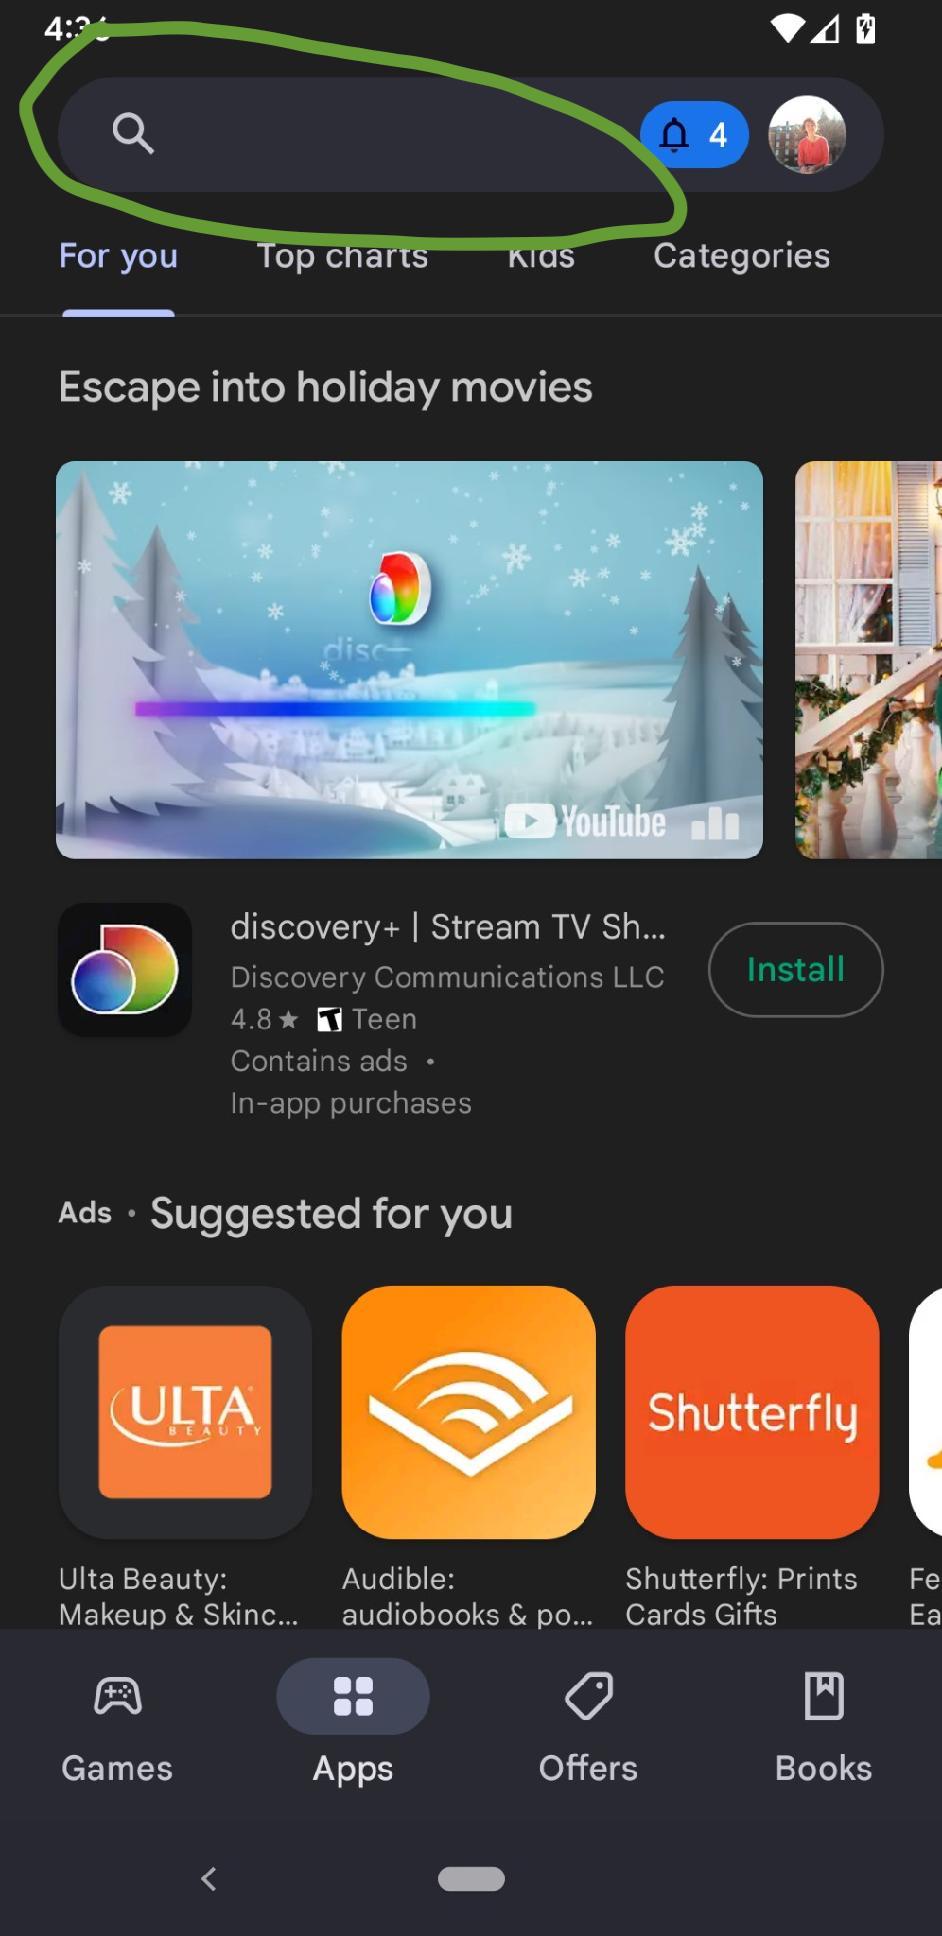 4:36
4
For you Top charts Kids Categories
Escape into holiday movies
disc
YouTube
discovery+ | Stream TV Sh...
Discovery Communications LLC
Install
4.8★ T Teen
Contains ads •
In-app purchases
Ads • Suggested for you
ULTA
BEAUTY
Shutterfly
Ulta Beauty: Audible: Shutterfly: Prints Fe
Makeup & Skinc... audiobooks & po... Cards Gifts Ea
Games Apps Offers Books